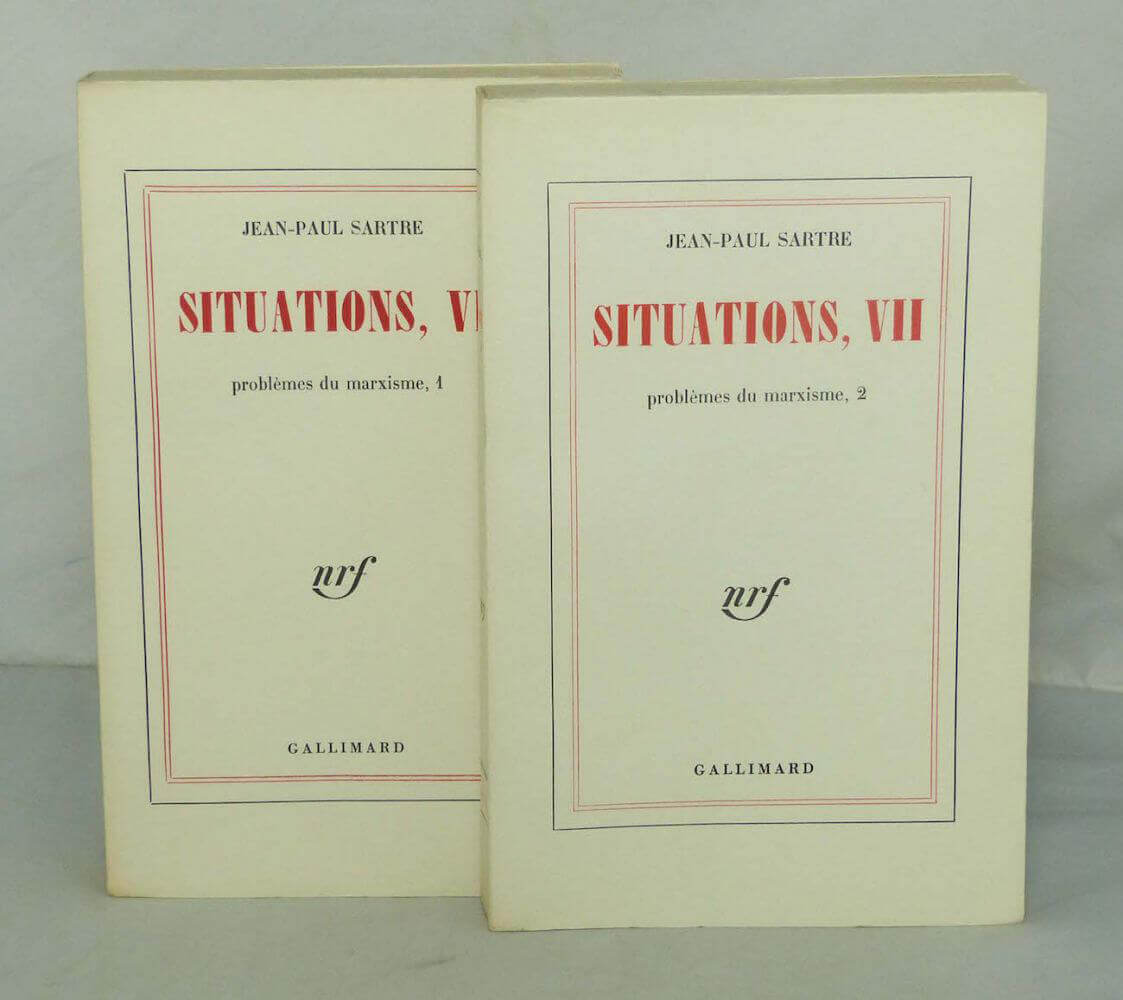 JEAN-PAUL SARTRE
SITUATIONS, VI
problèmes du marxisme, 1
nrf
GALLIMARD
JEAN-PAUL SARTRE
SITUATIONS, VII
problèmes du marxisme, 2
nrf
GALLIMARD